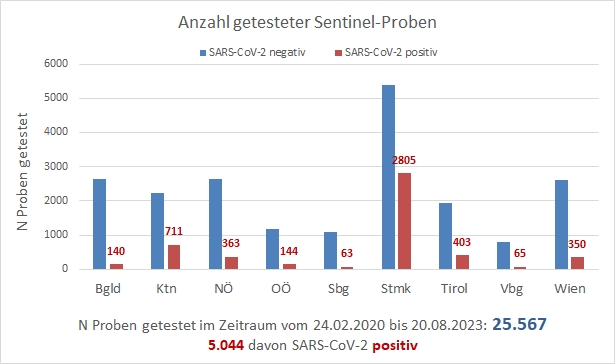 Anzahl getesteter Sentinel-Proben
SARS-CoV-2 negativ SARS-CoV-2 positiv
N Proben getestet
6000
5000
4000
3000
2000
1000
0
140 711 363 144 63 2805 403 65 350
Bgld Ktn NÖ OÖ Sbg Stmk Tirol Vbg Wien
N Proben getestet im Zeitraum vom 24.02.2020 bis 20.08.2023: 25.567
5.044 davon SARS-CoV-2 positiv